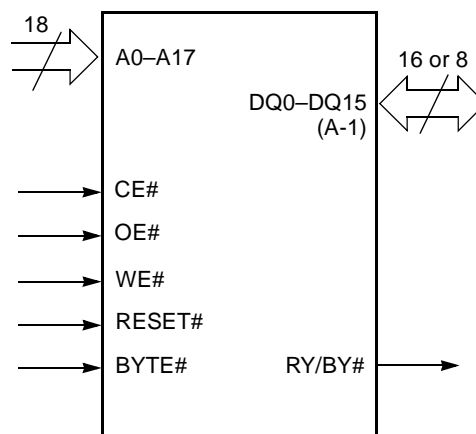 18
A0–A17
16 or 8
DQ0–DQ15
(A-1)
CE#
OE#
WE#
RESET#
BYTE#
RY/BY#